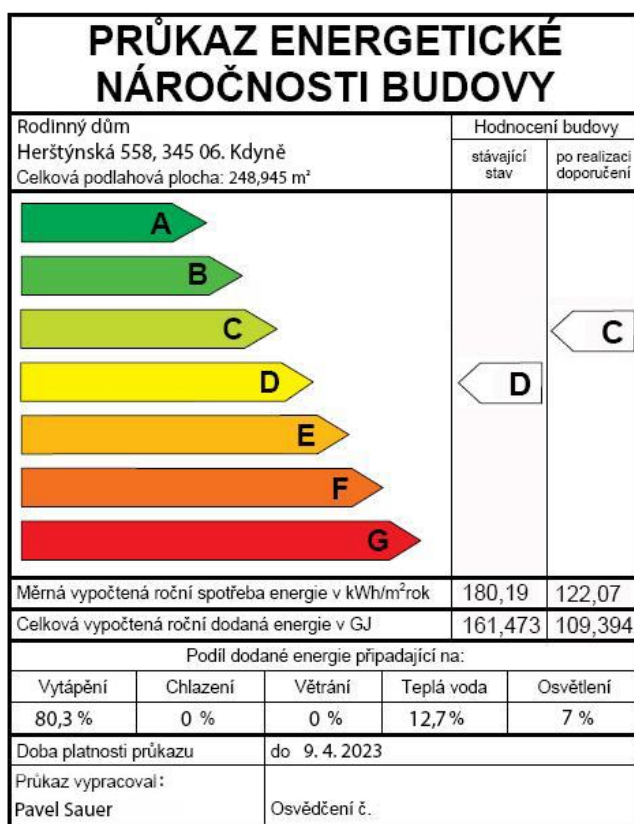 PRŮKAZ ENERGETICKÉ
NÁROČNOSTI BUDOVY
Rodinný dům
Herštýnská 558, 345 06. Kdyně
Celková podlahová plocha: 248,945 m²
Hodnocení budovy
stávající
stav
po realizaci
doporučení
A
B
C
D
E
F
G
D
C
Měrná vypočtená roční spotřeba energie v kWh/m²rok 180,19 122,07
Celková vypočtená roční dodaná energie v GJ 161,473 109,394
Podíl dodané energie připadající na:
Vytápění Chlazení Větrání Teplá voda Osvětlení
80,3 % 0 % 0 % 12,7% 7 %
Doba platnosti průkazu do 9. 4. 2023
Průkaz vypracoval:
Pavel Sauer Osvědčení č.